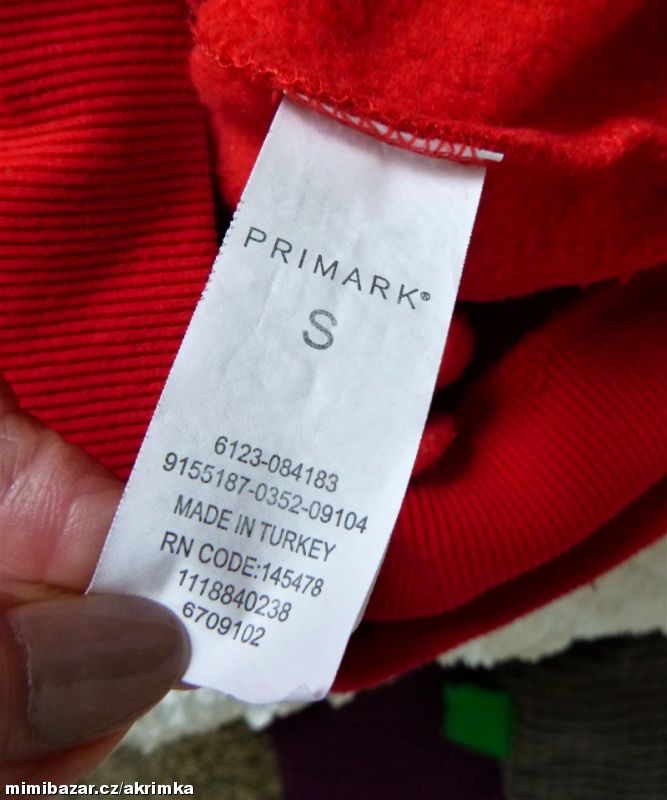 PRIMARK®
S
6123-084183
9155187-0352-09104
MADE IN TURKEY
RN CODE:145478
1118840238
6709102
mimibazar.cz/akrimka